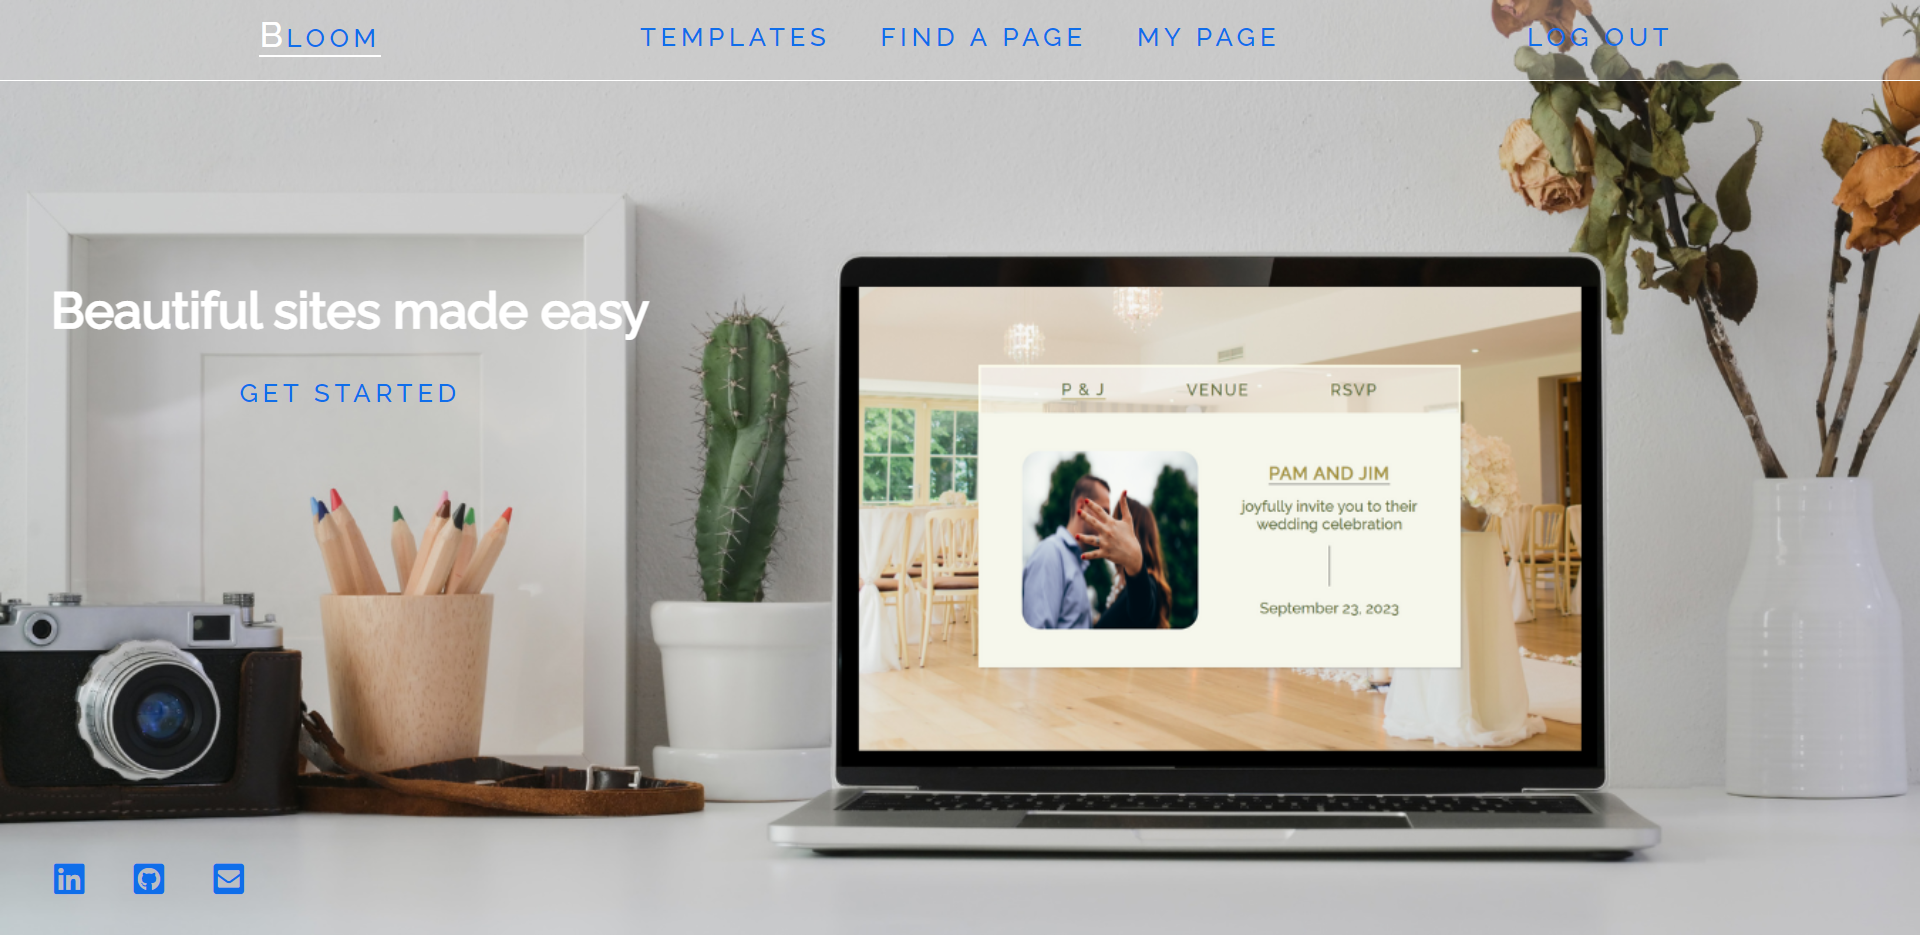 Bloom
TEMPLATES
FIND A PAGE
MY PAGE
LOG OUT
Beautiful sites made easy
GET STARTED
P & J
VENUE
RSVP
PAM AND JIM
joyfully invite you to their
wedding celebration
September 23, 2023
in